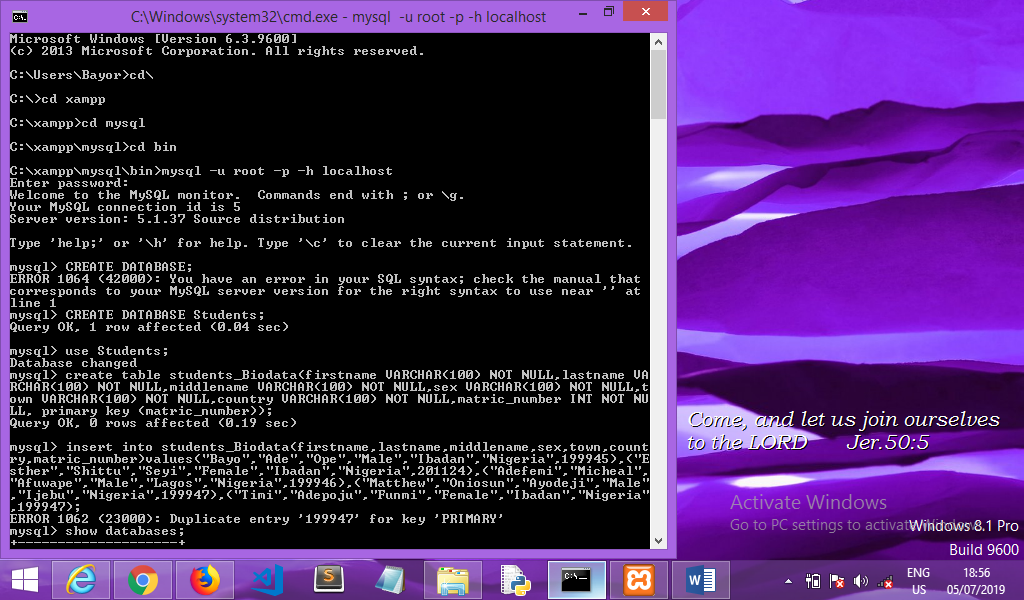 C:\Windows\system32\cmd.exe - mysql -u root -p -h localhost
Microsoft Windows [Version 6.3.9600]
(c) 2013 Microsoft Corporation. All rights reserved.
C:\Users\Bayor>cd\
C:\>cd xampp
C:\xampp>cd mysql
C:\xampp\mysql>cd bin
C:\xampp\mysql\bin>mysql -u root -p -h localhost
Enter password:
Welcome to the MySQL monitor.  Commands end with ; or \g.
Your MySQL connection id is 5
Server version: 5.1.37 Source distribution
Type 'help;' or '\h' for help. Type '\c' to clear the current input statement.
mysql> CREATE DATABASE;
ERROR 1064 (42000): You have an error in your SQL syntax; check the manual that
corresponds to your MySQL server version for the right syntax to use near '' at
line 1
mysql> CREATE DATABASE Students;
Query OK, 1 row affected (0.04 sec)
mysql> use Students;
Database changed
mysql> create table students_Biodata(firstname VARCHAR(100) NOT NULL,lastname VA
RCHAR(100) NOT NULL,middlename VARCHAR(100) NOT NULL,sex VARCHAR(100) NOT NULL,t
own VARCHAR(100) NOT NULL,country VARCHAR(100) NOT NULL,matric_number INT NOT NU
LL, primary key (matric_number));
Query OK, 0 rows affected (0.19 sec)
mysql> insert into students_Biodata(firstname,lastname,middlename,sex,town,count
ry,matric_number)values("Bayo","Ade","Ope","Male","Ibadan","Nigeria",199945),("E
sther","Shittu","Seyi","Female","Ibadan","Nigeria",201124),("Adefemi","Micheal",
"Afuwape","Male","Lagos","Nigeria",199946),("Matthew","Oniosun","Ayodeji","Male"
,"Ijebu","Nigeria",199947),("Timi","Adepoju","Funmi","Female","Ibadan","Nigeria"
,199947);
ERROR 1062 (23000): Duplicate entry '199947' for key 'PRIMARY'
mysql> show databases;
+--------------------+
Come, and let us join ourselves
to the LORD Jer.50:5
Activate Windows
Go to PC settings to activate Windows.
Windows 8.1 Pro
Build 9600
ENG 18:56
US 05/07/2019